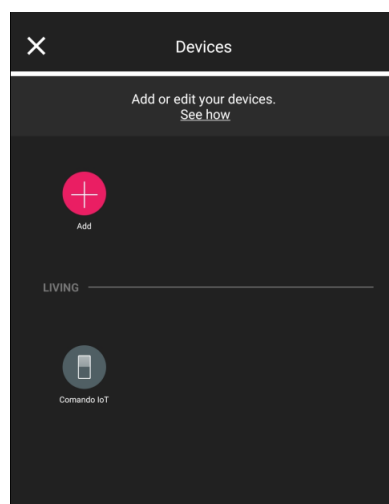 Devices
Add or edit your devices.
See how
Add
LIVING
Comando IoT